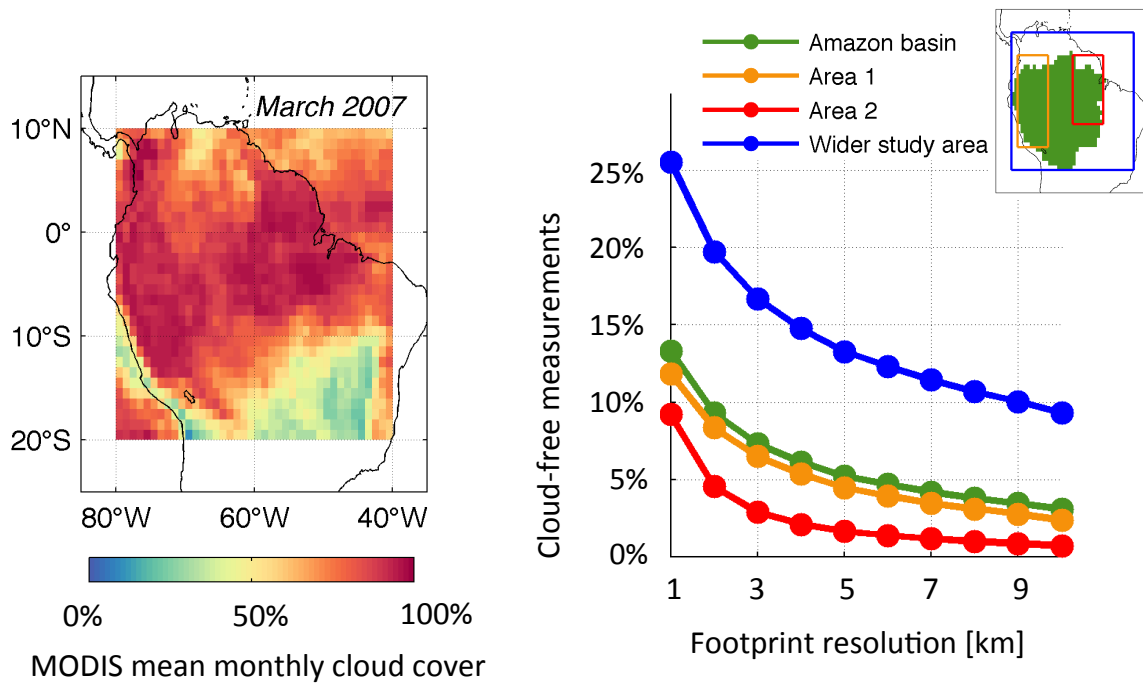 March 2007
10°N
0°
10°S
20°S
80°W 60°W 40°W
0% 50% 100%
MODIS mean monthly cloud cover
Amazon basin
Area 1
Area 2
Wider study area
25%
20%
15%
10%
5%
0%
Cloud-free measurements
1 3 5 7 9
Footprint resolution [km]